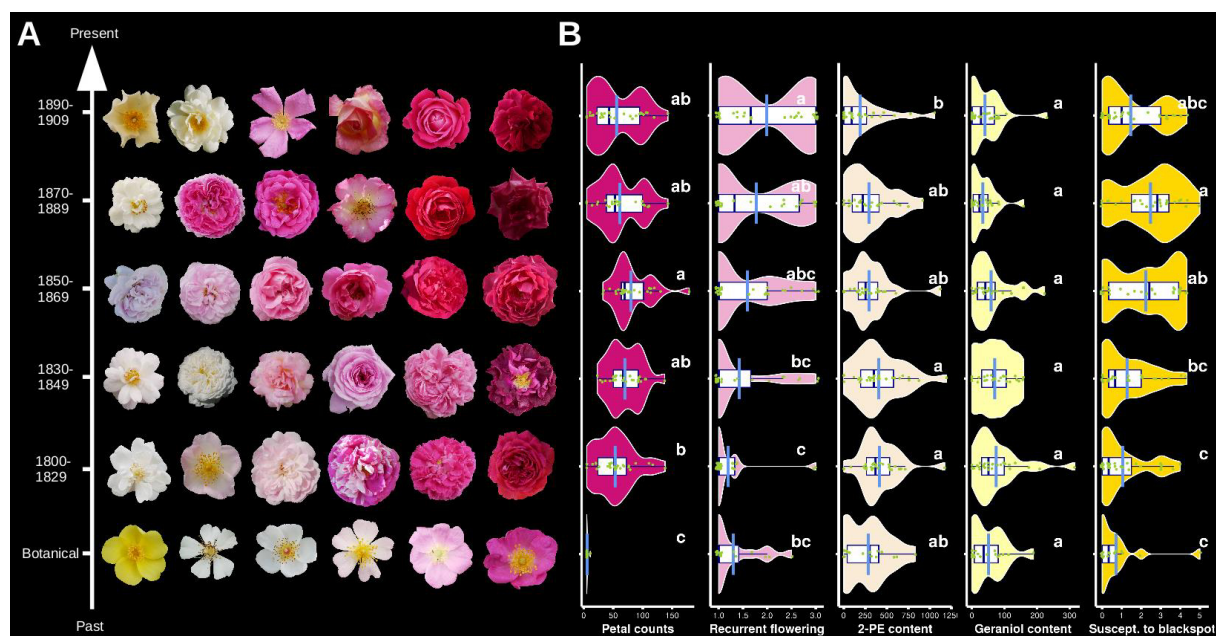 A
Present
1890-
1909
1870-
1889
1850-
1869
1830-
1849
1800-
1829
Botanical
Past
B
ab
a
b
a
abc
ab
ab
ab
a
a
a
abc
ab
a
ab
ab
bc
a
a
bc
b
c
a
a
c
c
bc
ab
a
c
0 50 100 150
Petal counts
1.0 1.5 2.0 2.5 3.0
Recurrent flowering
0 250 500 750 1000 1250
2-PE content
0 100 200 300
Geraniol content
0 1 2 3 4 5
Suscept. to blackspot